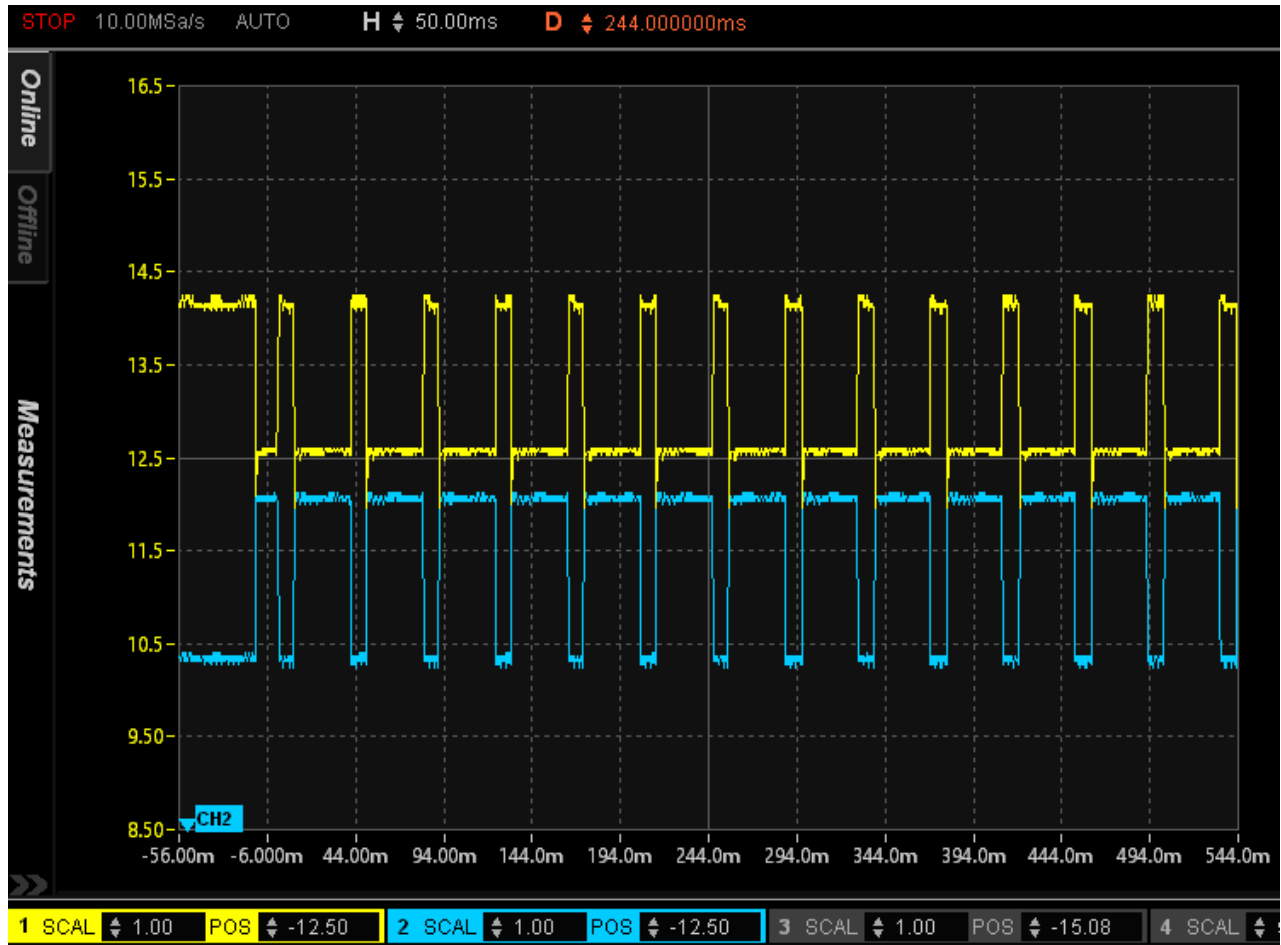 STOP 10.00MSa/s AUTO H 50.00ms D 244.000000ms
Online
Offline
Measurements
16.5
15.5
14.5
13.5
12.5
11.5
10.5
9.50
8.50
CH2
-56.00m -6.000m 44.00m 94.00m 144.0m 194.0m 244.0m 294.0m 344.0m 394.0m 444.0m 494.0m 544.0m
1 SCAL 1.00 POS -12.50 2 SCAL 1.00 POS -12.50 3 SCAL 1.00 POS -15.08 4 SCAL